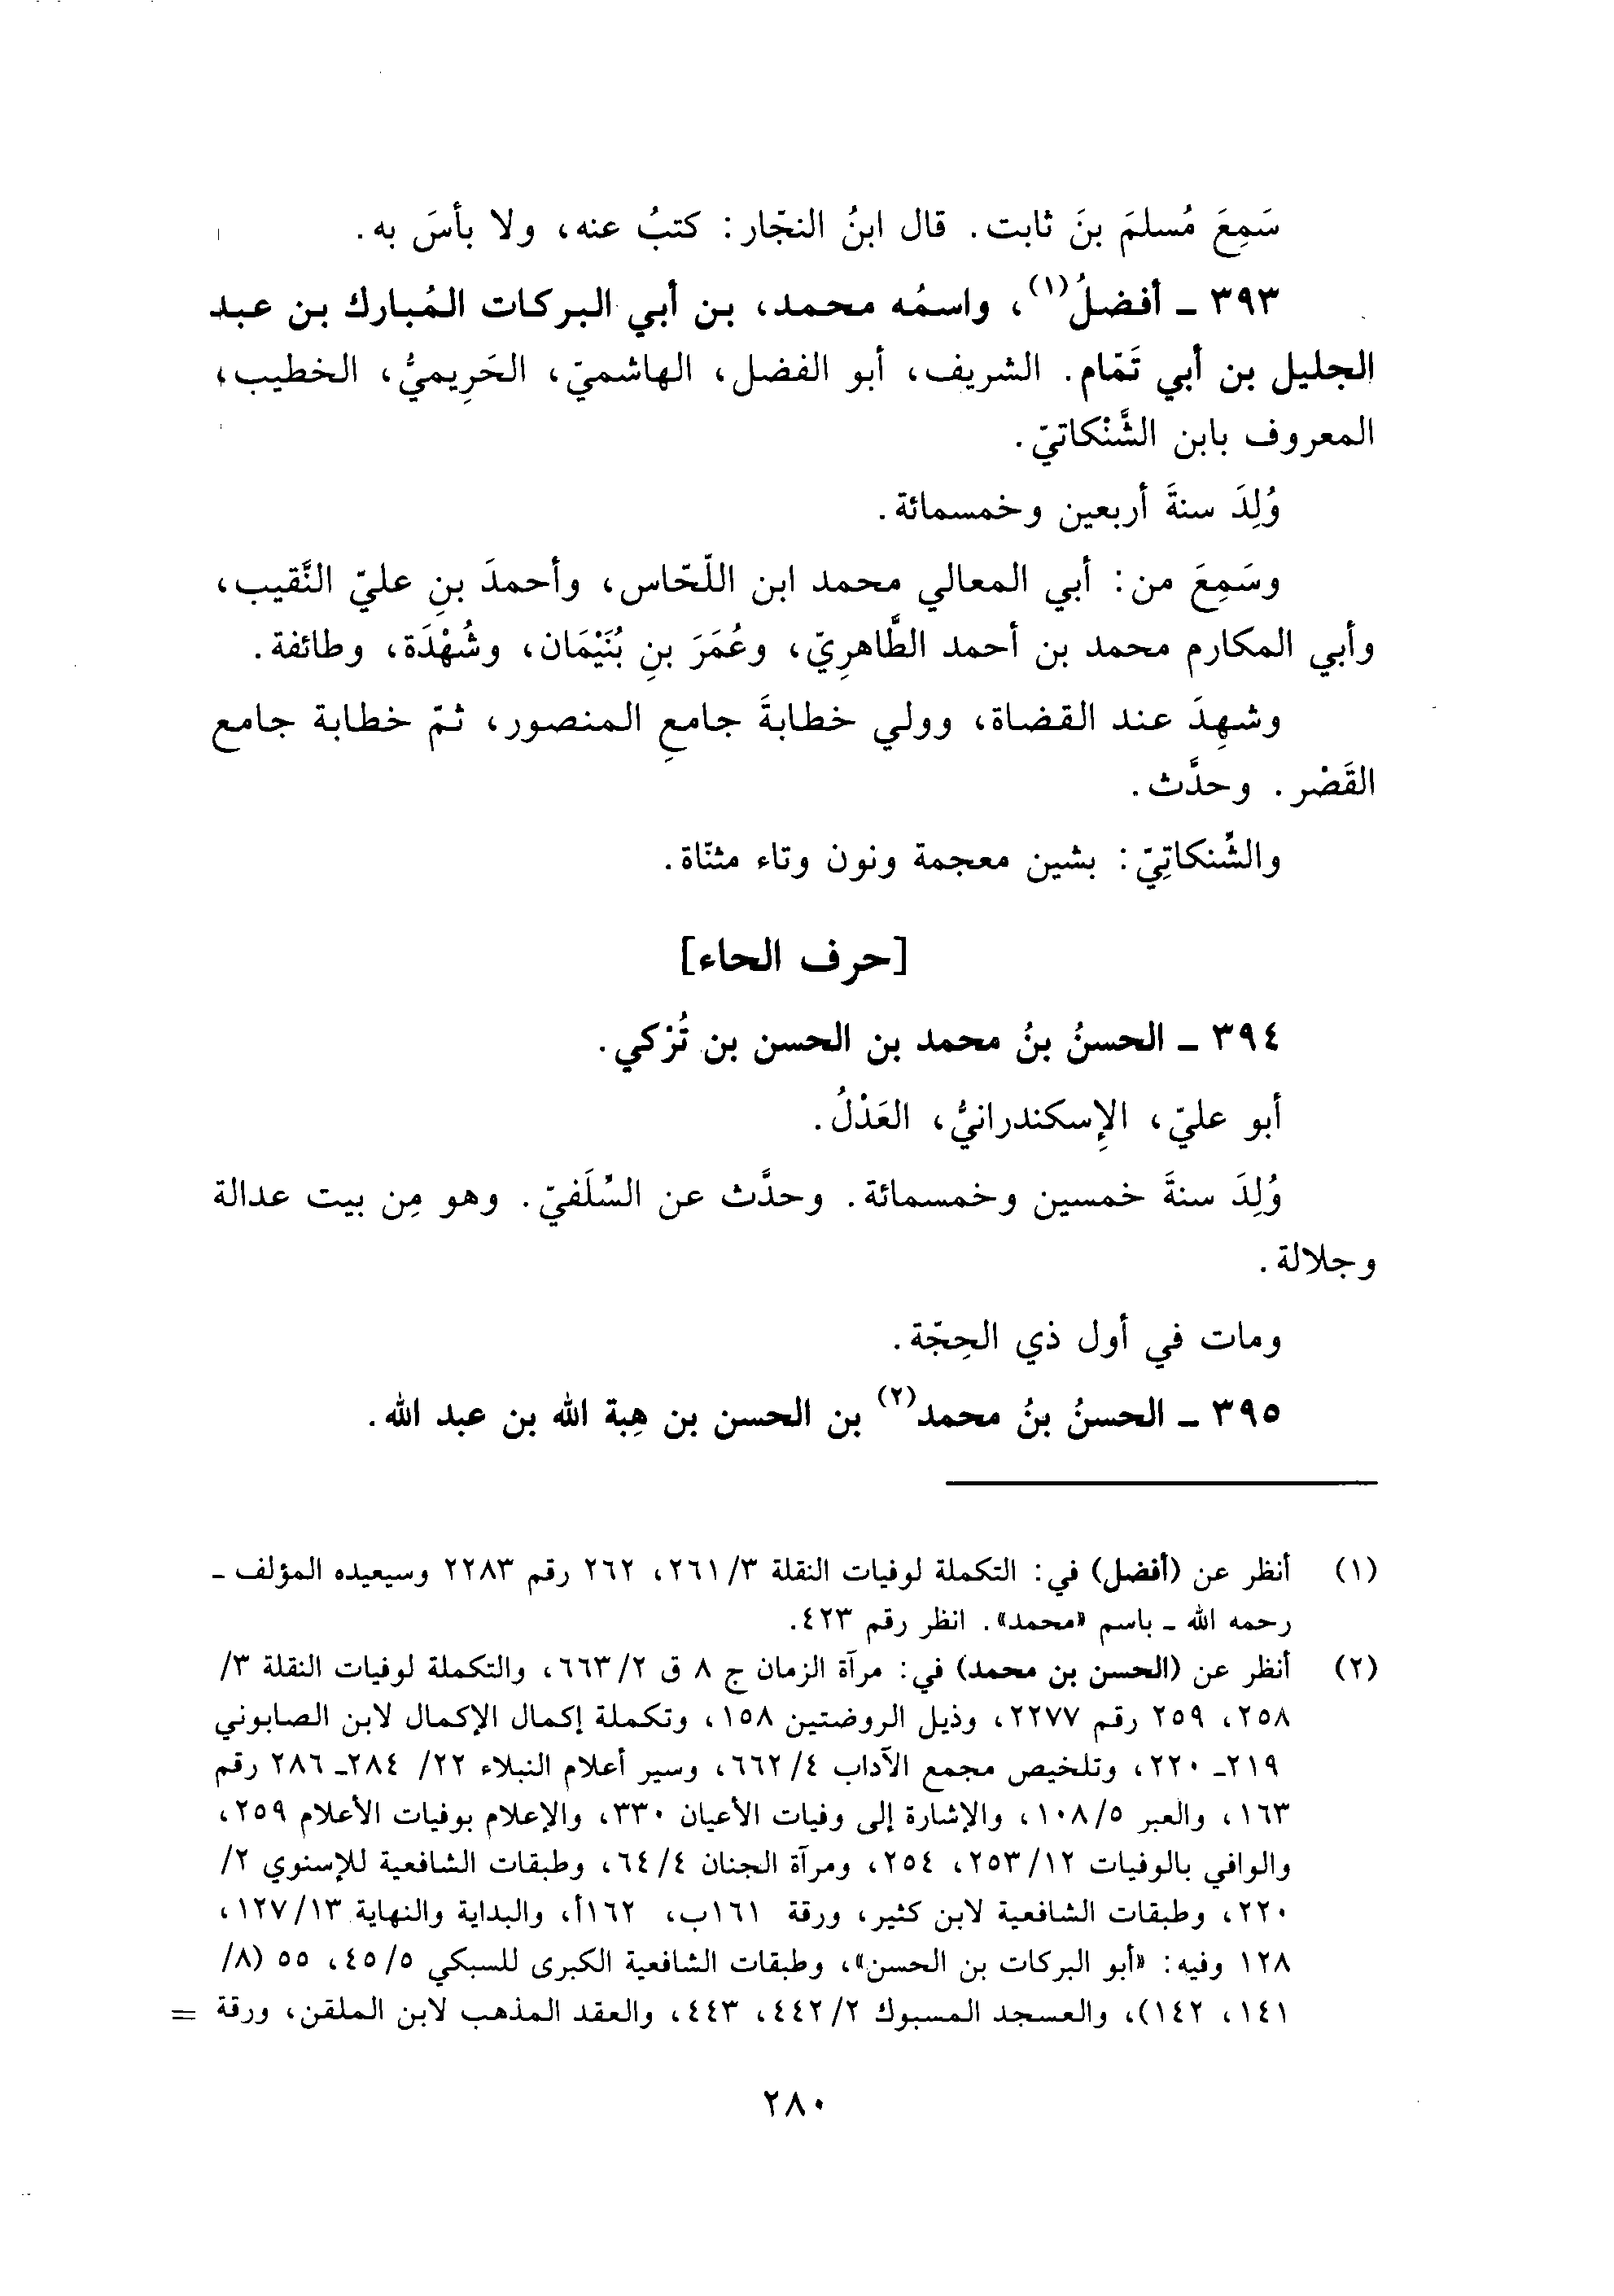 سَمِعَ مُسلمَ بنَ ثابت. قال ابنُ النجّار: كتبُ عنه، ولا بأسَ به.
٣٩٣ ـ أفضلُ(١)، واسمُه محمد، بن أبي البركات المُبارك بن عبد
الجليل بن أبي تَمّام. الشريف، أبو الفضل، الهاشميّ، الحَرِيميُّ، الخطيب،
المعروف بابن الشَّنْكاتيّ.
وُلِدَ سنةَ أربعين وخمسمائة.
وسَمِعَ من: أبي المعالي محمد ابن اللّحّاس، وأحمدَ بنِ عليّ النَّقيب،
وأبي المكارم محمد بن أحمد الطَّاهرِيّ، وعُمَرَ بنِ بُنَيْمَان، وشُهْدَة، وطائفة.
وشهِدَ عند القضاة، وولي خطابةَ جامعِ المنصور، ثمّ خطابة جامع
القَصْر. وحدَّث.
والشَّنكاتِيّ: بشين معجمة ونون وتاء مثنّاة.
[حرف الحاء]
٣٩٤ ـ الحسنُ بنُ محمد بن الحسن بن تُرْكي.
أبو عليّ، الإِسكندرانيُّ، العَدْلُ.
وُلِدَ سنةَ خمسين وخمسمائة. وحدَّث عن السِّلَفيّ. وهو مِن بيت عدالة
وجلالة.
ومات في أول ذي الحِجّة.
٣٩٥ ـ الحسنُ بنُ محمد(٢) بن الحسن بن هِبة الله بن عبد الله.
(١) أنظر عن (أفضل) في: التكملة لوفيات النقلة ٣/ ٢٦١، ٢٦٢ رقم ٢٢٨٣ وسيعيده المؤلف ـ
رحمه الله ـ باسم «محمد». انظر رقم ٤٢٣.
(٢) أنظر عن (الحسن بن محمد) في: مرآة الزمان ج ٨ ق ٢/ ٦٦٣، والتكملة لوفيات النقلة ٣/
٢٥٨، ٢٥٩ رقم ٢٢٧٧، وذيل الروضتين ١٥٨، وتكملة إكمال الإكمال لابن الصابوني
٢١٩ـ ٢٢٠، وتلخيص مجمع الآداب ٤/ ٦٦٢، وسير أعلام النبلاء ٢٢/ ٢٨٤ـ ٢٨٦ رقم
١٦٣، والعبر ٥/ ١٠٨، والإشارة إلى وفيات الأعيان ٣٣٠، والإعلام بوفيات الأعلام ٢٥٩،
والوافي بالوفيات ١٢/ ٢٥٣، ٢٥٤، ومرآة الجنان ٤/ ٦٤، وطبقات الشافعية للإسنوي ٢/
٢٢٠، وطبقات الشافعية لابن كثير، ورقة ١٦١ب، ١٦٢أ، والبداية والنهاية ١٣/ ١٢٧،
١٢٨ وفيه: «أبو البركات بن الحسن»، وطبقات الشافعية الكبرى للسبكي ٥/ ٤٥، ٥٥ (٨/
١٤١، ١٤٢)، والعسجد المسبوك ٢/ ٤٤٢، ٤٤٣، والعقد المذهب لابن الملقن، ورقة =
٢٨٠